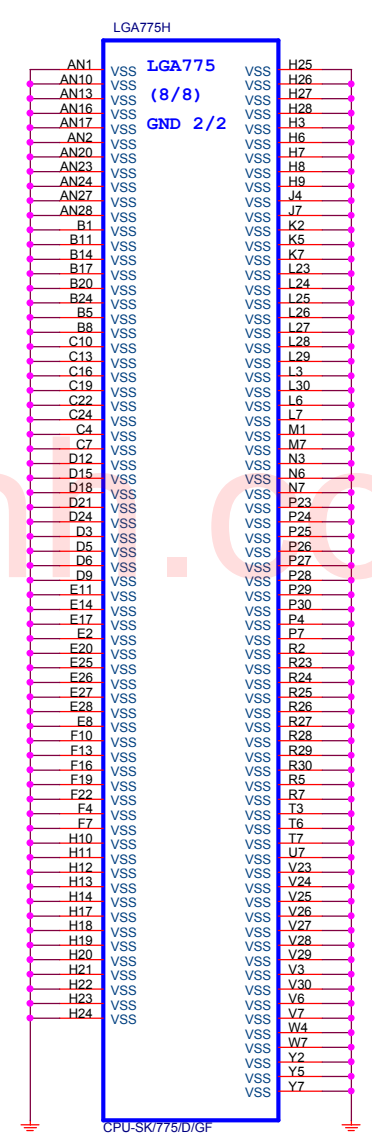 LGA775H
LGA775
(8/8)
GND 2/2
AN1 VSS VSS H25
AN10 VSS VSS H26
AN13 VSS VSS H27
AN16 VSS VSS H28
AN17 VSS VSS H3
AN2 VSS VSS H6
AN20 VSS VSS H7
AN23 VSS VSS H8
AN24 VSS VSS H9
AN27 VSS VSS J4
AN28 VSS VSS J7
B1 VSS VSS K2
B11 VSS VSS K5
B14 VSS VSS K7
B17 VSS VSS L23
B20 VSS VSS L24
B24 VSS VSS L25
B5 VSS VSS L26
B8 VSS VSS L27
C10 VSS VSS L28
C13 VSS VSS L29
C16 VSS VSS L3
C19 VSS VSS L30
C22 VSS VSS L6
C24 VSS VSS L7
C4 VSS VSS M1
C7 VSS VSS M7
D12 VSS VSS N3
D15 VSS VSS N6
D18 VSS VSS N7
D21 VSS VSS P23
D24 VSS VSS P24
D3 VSS VSS P25
D5 VSS VSS P26
D6 VSS VSS P27
D9 VSS VSS P28
E11 VSS VSS P29
E14 VSS VSS P30
E17 VSS VSS P4
E2 VSS VSS P7
E20 VSS VSS R2
E25 VSS VSS R23
E26 VSS VSS R24
E27 VSS VSS R25
E28 VSS VSS R26
E8 VSS VSS R27
F10 VSS VSS R28
F13 VSS VSS R29
F16 VSS VSS R30
F19 VSS VSS R5
F22 VSS VSS R7
F4 VSS VSS T3
F7 VSS VSS T6
H10 VSS VSS T7
H11 VSS VSS U7
H12 VSS VSS V23
H13 VSS VSS V24
H14 VSS VSS V25
H17 VSS VSS V26
H18 VSS VSS V27
H19 VSS VSS V28
H20 VSS VSS V29
H21 VSS VSS V3
H22 VSS VSS V30
H23 VSS VSS V6
H24 VSS VSS V7
VSS W4
VSS W7
VSS Y2
VSS Y5
VSS Y7
CPU-SK/775/D/GF